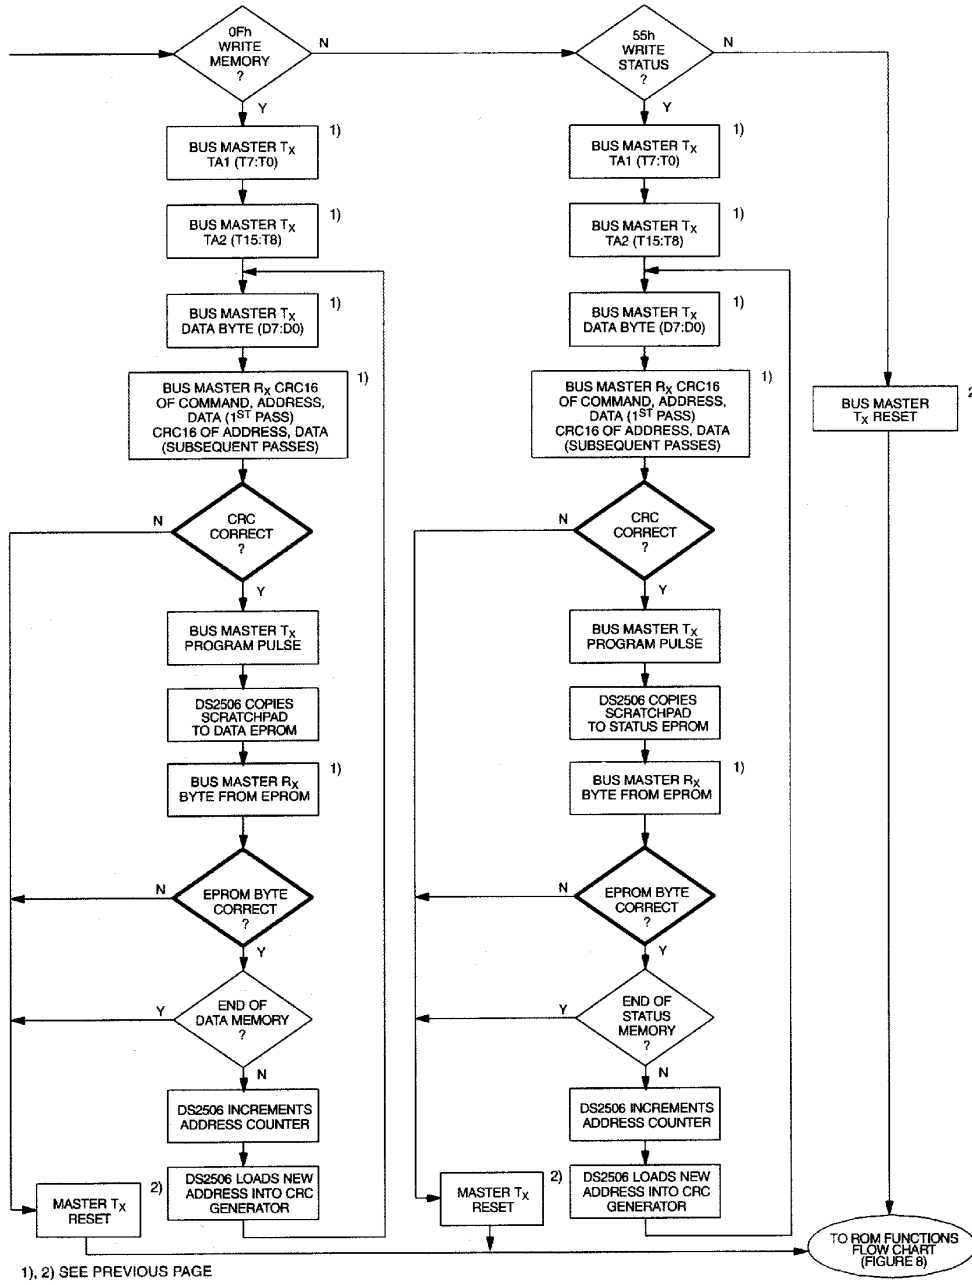 0Fh
WRITE
MEMORY
?
N
Y
1)
BUS MASTER TX
TA1 (T7:T0)
1)
BUS MASTER TX
TA2 (T15:T8)
1)
BUS MASTER TX
DATA BYTE (D7:D0)
1)
BUS MASTER RX CRC16
OF COMMAND, ADDRESS,
DATA (1ST PASS)
CRC16 OF ADDRESS, DATA
(SUBSEQUENT PASSES)
N
CRC
CORRECT
?
Y
BUS MASTER TX
PROGRAM PULSE
DS2506 COPIES
SCRATCHPAD
TO DATA EPROM
1)
BUS MASTER RX
BYTE FROM EPROM
N
EPROM BYTE
CORRECT
?
Y
Y
END OF
DATA MEMORY
?
N
DS2506 INCREMENTS
ADDRESS COUNTER
DS2506 LOADS NEW
ADDRESS INTO CRC
GENERATOR
2)
MASTER TX
RESET
55h
WRITE
STATUS
?
N
Y
1)
BUS MASTER TX
TA1 (T7:T0)
1)
BUS MASTER TX
TA2 (T15:T8)
1)
BUS MASTER TX
DATA BYTE (D7:D0)
1)
BUS MASTER RX CRC16
OF COMMAND, ADDRESS,
DATA (1ST PASS)
CRC16 OF ADDRESS, DATA
(SUBSEQUENT PASSES)
N
CRC
CORRECT
?
Y
BUS MASTER TX
PROGRAM PULSE
DS2506 COPIES
SCRATCHPAD
TO STATUS EPROM
1)
BUS MASTER RX
BYTE FROM EPROM
N
EPROM BYTE
CORRECT
?
Y
Y
END OF
STATUS
MEMORY
?
N
DS2506 INCREMENTS
ADDRESS COUNTER
DS2506 LOADS NEW
ADDRESS INTO CRC
GENERATOR
2)
MASTER TX
RESET
2
BUS MASTER
TX RESET
TO ROM FUNCTIONS
FLOW CHART
(FIGURE 8)
1), 2) SEE PREVIOUS PAGE